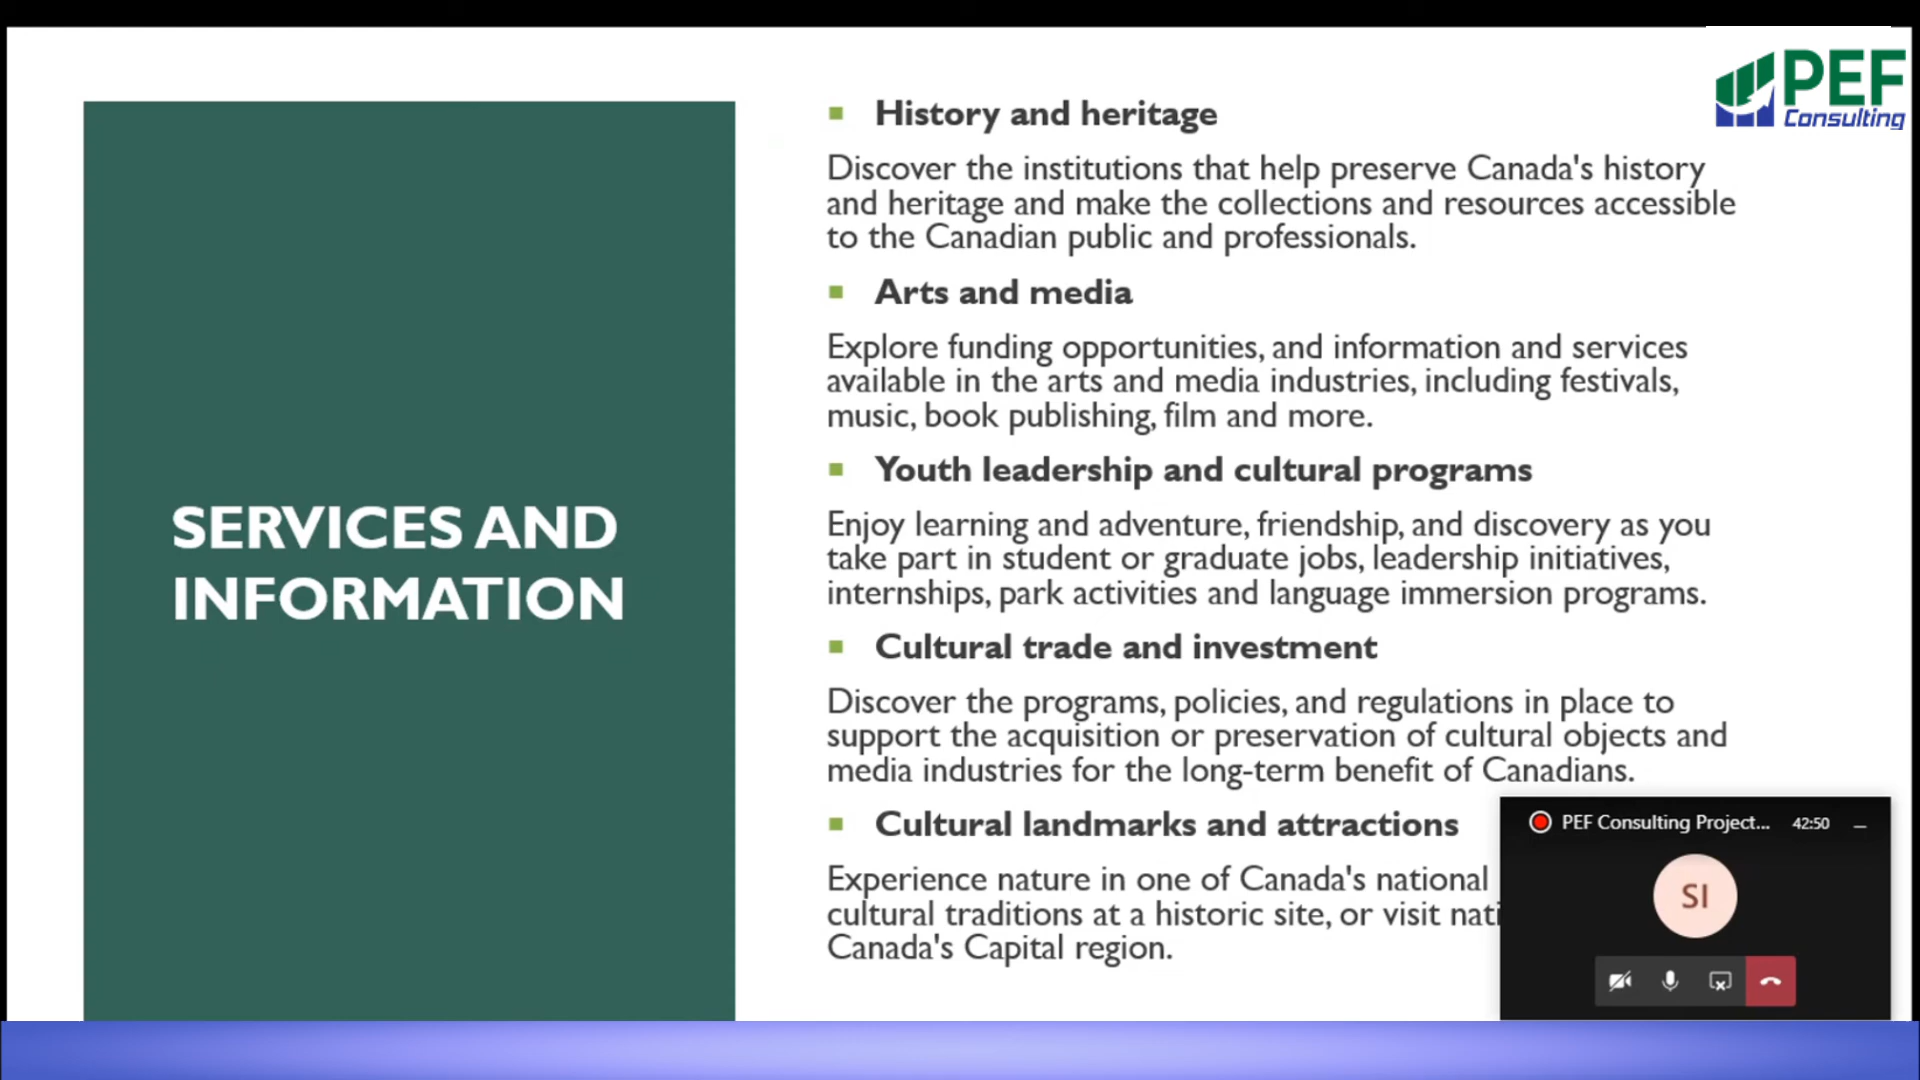 PEF
Consulting
SERVICES AND
INFORMATION
History and heritage
Discover the institutions that help preserve Canada's history
and heritage and make the collections and resources accessible
to the Canadian public and professionals.
Arts and media
Explore funding opportunities, and information and services
available in the arts and media industries, including festivals,
music, book publishing, film and more.
Youth leadership and cultural programs
Enjoy learning and adventure, friendship, and discovery as you
take part in student or graduate jobs, leadership initiatives,
internships, park activities and language immersion programs.
Cultural trade and investment
Discover the programs, policies, and regulations in place to
support the acquisition or preservation of cultural objects and
media industries for the long-term benefit of Canadians.
Cultural landmarks and attractions
Experience nature in one of Canada's national
cultural traditions at a historic site, or visit
Canada's Capital region.
PEF Consulting Project... 42:50
SI